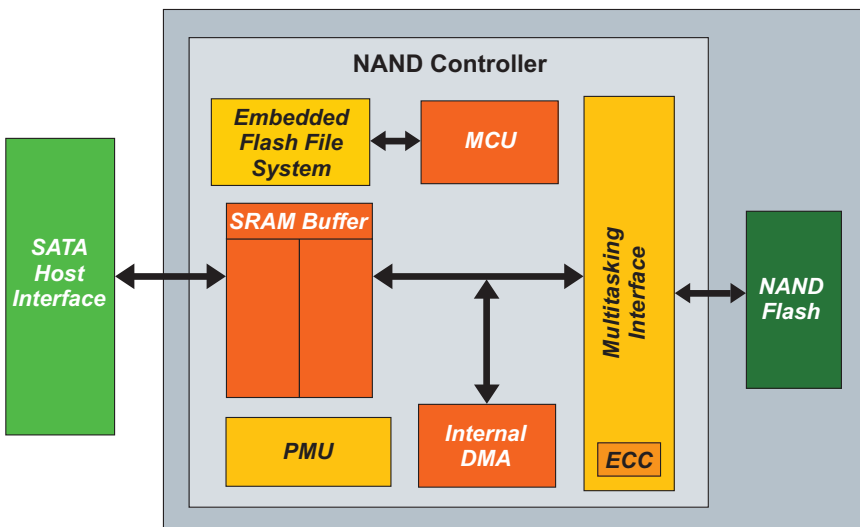 NAND Controller
Embedded
Flash File
System
MCU
SRAM Buffer
SATA
Host
Interface
Multitasking
Interface
NAND
Flash
PMU
Internal
DMA
ECC